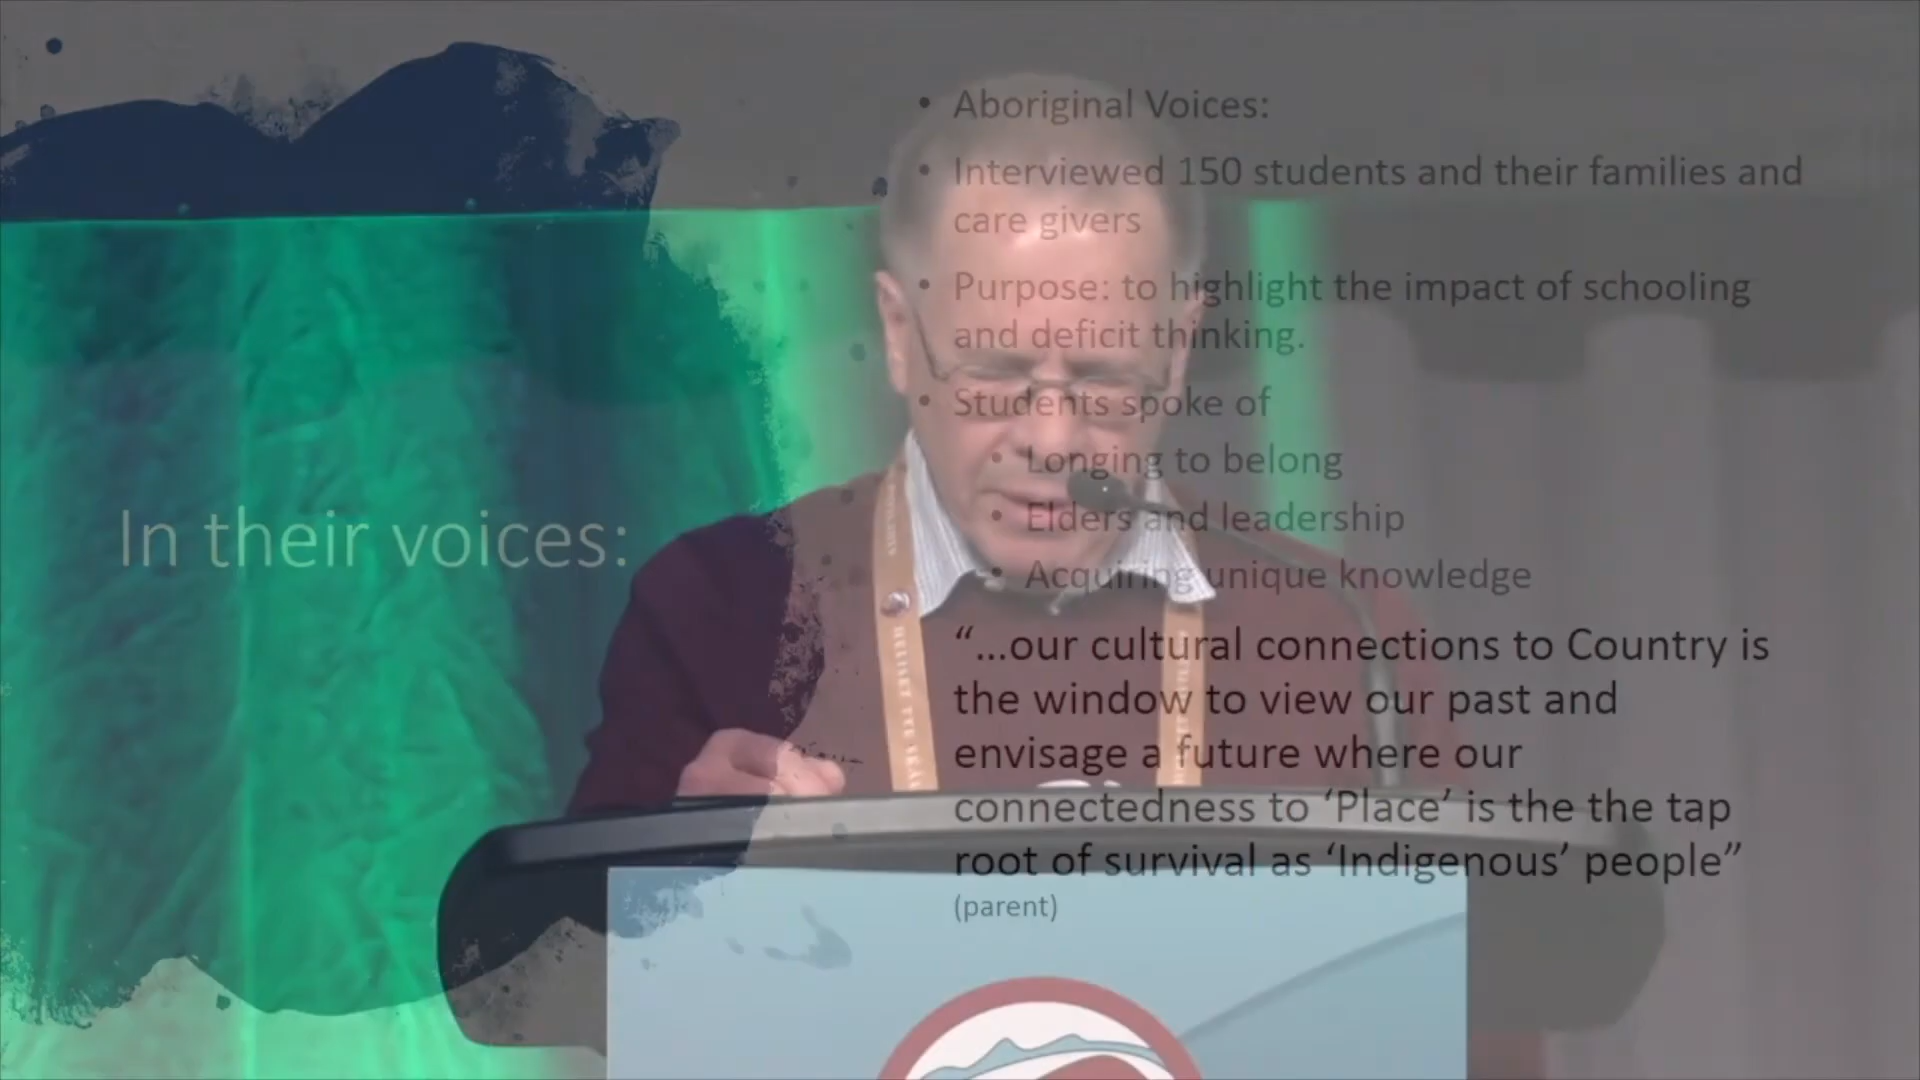 In their voices:
• Aboriginal Voices:
• Interviewed 150 students and their families and
care givers
• Purpose: to highlight the impact of schooling
and deficit thinking.
• Students spoke of
• Longing to belong
• Elders and leadership
• Acquiring unique knowledge
“...our cultural connections to Country is
the window to view our past and
envisage a future where our
connectedness to ‘Place’ is the the tap
root of survival as ‘Indigenous’ people”
(parent)